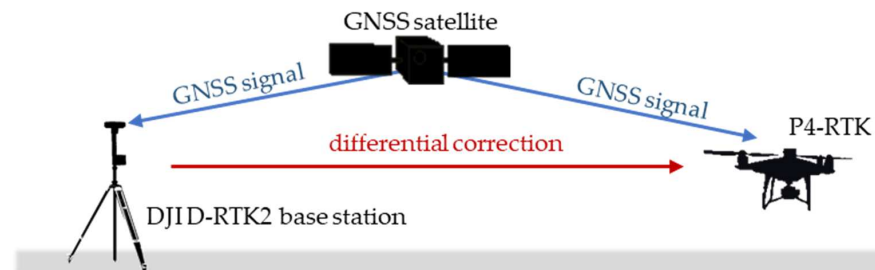 GNSS satellite
GNSS signal
GNSS signal
P4-RTK
differential correction
DJI D-RTK2 base station